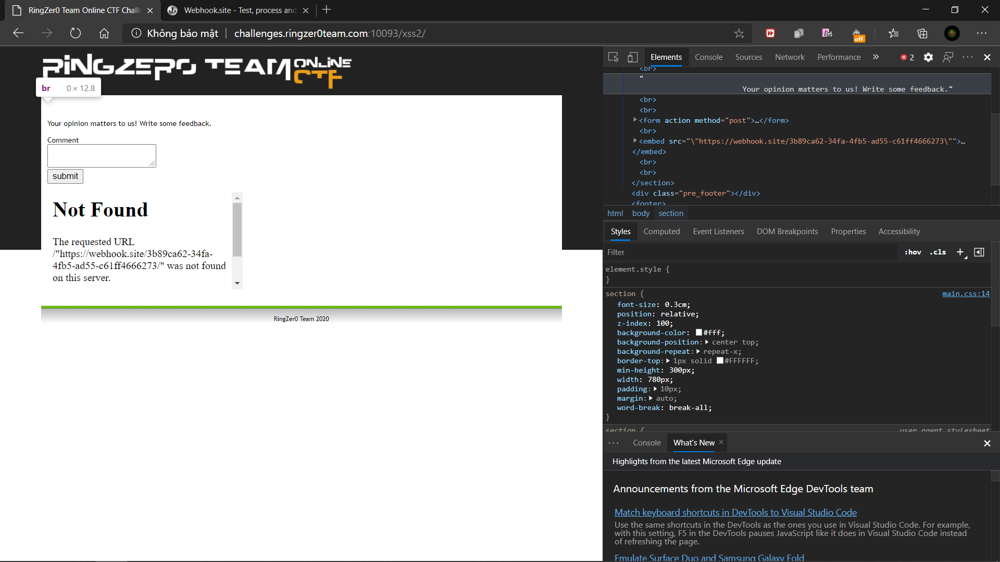 RingZer0 Team Online CTF Chall
Webhook.site - Test, process and
Không bảo mật
challenges.ringzer0team.com:10093/xss2/
off
RINGZER0 TEAM ONLINE
CTF
br 0 × 12.8
Your opinion matters to us! Write some feedback.
Comment
submit
Not Found
The requested URL
/"https://webhook.site/3b89ca62-34fa-
4fb5-ad55-c61ff4666273/" was not found
on this server.
RingZer0 Team 2020
Elements Console Sources Network Performance » 2
<br>
"
Your opinion matters to us! Write some feedback."
<br>
<br>
<form action method="post">…</form>
<br>
<embed src="\"https://webhook.site/3b89ca62-34fa-4fb5-ad55-c61ff4666273\"">…
</embed>
<br>
<br>
</section>
<div class="pre_footer"></div>
<footer>
html body section
Styles Computed Event Listeners DOM Breakpoints Properties Accessibility
Filter :hov .cls +
element.style {
}
section { main.css:14
font-size: 0.3cm;
position: relative;
z-index: 100;
background-color: #fff;
background-position: center top;
background-repeat: repeat-x;
border-top: 1px solid #FFFFFF;
min-height: 300px;
width: 780px;
padding: 10px;
margin: auto;
word-break: break-all;
}
section { user agent stylesheet
Console What's New
Highlights from the latest Microsoft Edge update
Announcements from the Microsoft Edge DevTools team
Match keyboard shortcuts in DevTools to Visual Studio Code
Use the same shortcuts in the DevTools as the ones you use in Visual Studio Code. For example,
with this setting, F5 in the DevTools pauses JavaScript like it does in Visual Studio Code instead
of refreshing the page.
Emulate Surface Duo and Samsung Galaxy Fold